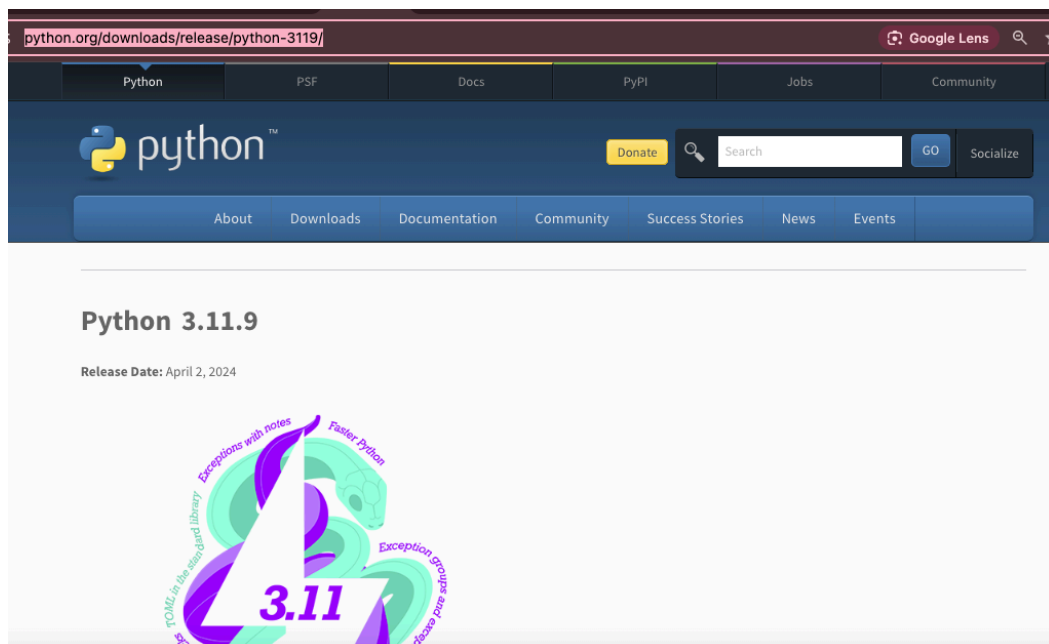 python.org/downloads/release/python-3119/
Google Lens
Python PSF Docs PyPI Jobs Community
python™
Donate Search GO Socialize
About Downloads Documentation Community Success Stories News Events
Python 3.11.9
Release Date: April 2, 2024
Exceptions with notes
Faster Python
TOML in the standard library
Exception groups and
3.11